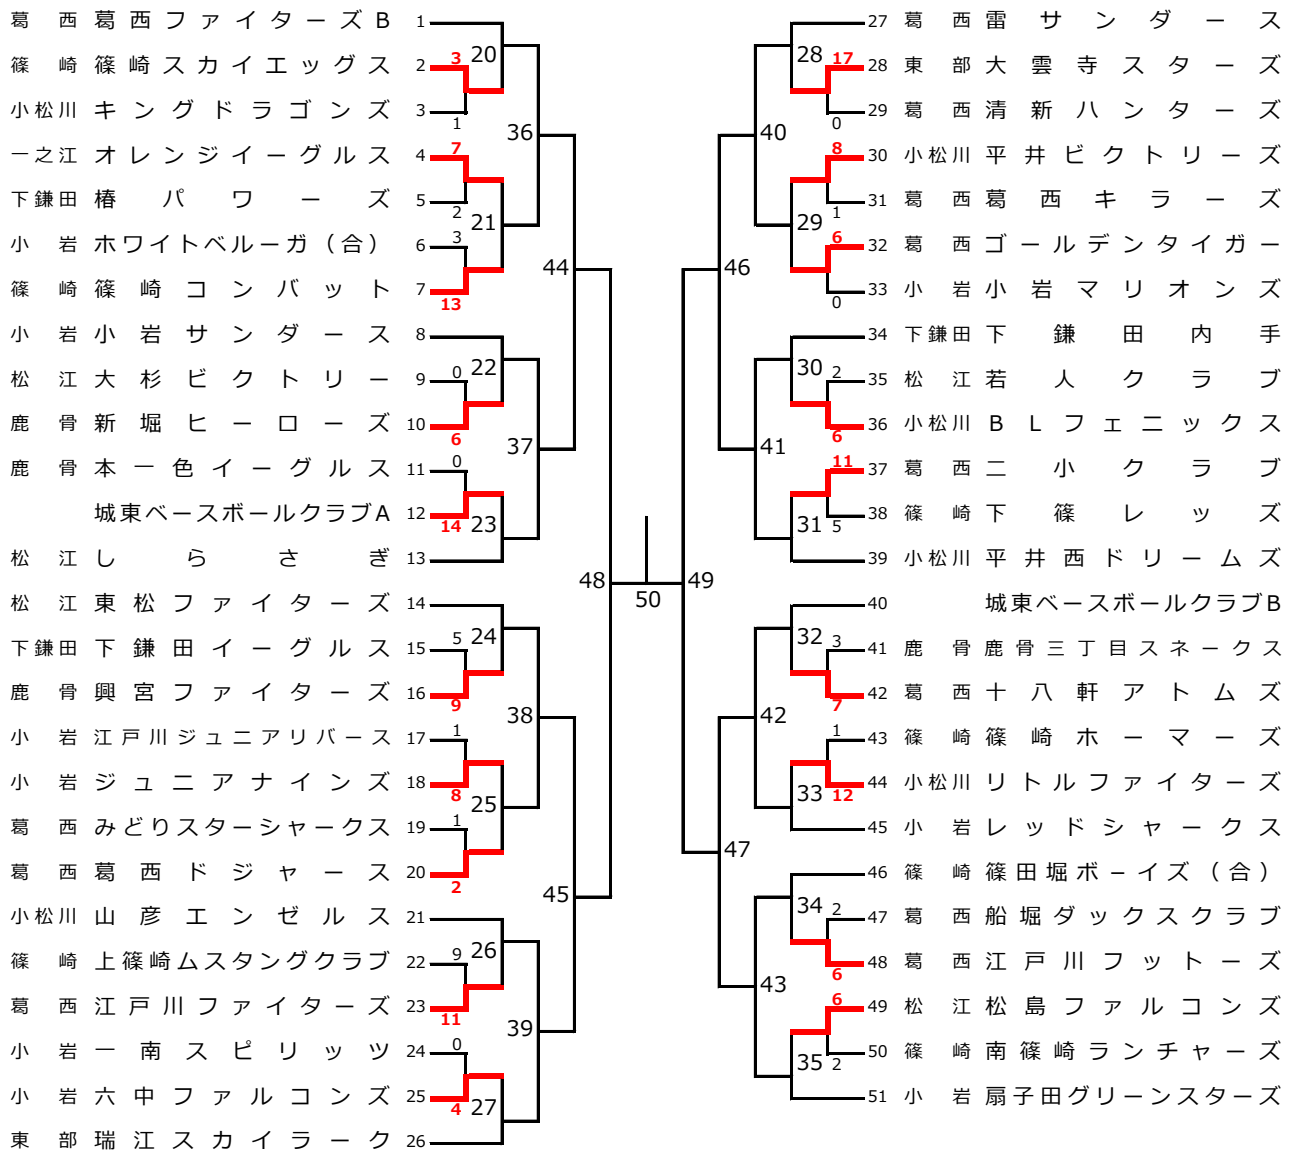 葛西 葛西ファイターズB 1
篠崎 篠崎スカイエッグス 2 3
小松川 キングドラゴンズ 3 1
20
一之江 オレンジイーグルス 4 7
下鎌田 椿パワーズ 5 2
小岩 ホワイトベルーガ（合） 6 3
篠崎 篠崎コンバット 7 13
21
36
小岩 小岩サンダース 8
松江 大杉ビクトリー 9 0
鹿骨 新堀ヒーローズ 10 6
22
鹿骨 本一色イーグルス 11 0
城東ベースボールクラブA 12 14
松江 しらさぎ 13
23
37
44
松江 東松ファイターズ 14
下鎌田 下鎌田イーグルス 15 5
鹿骨 興宮ファイターズ 16 9
24
小岩 江戸川ジュニアリバース 17 1
小岩 ジュニアナインズ 18 8
葛西 みどりスターシャークス 19 1
葛西 葛西ドジャース 20 2
25
38
小松川 山彦エンゼルス 21
篠崎 上篠崎ムスタングクラブ 22 9
葛西 江戸川ファイターズ 23 11
26
小岩 一南スピリッツ 24 0
小岩 六中ファルコンズ 25 4
東部 瑞江スカイラーク 26
27
39
45
48
50
49
27 葛西 雷サンダース
17 28 東部 大雲寺スターズ
0 29 葛西 清新ハンターズ
28
8 30 小松川 平井ビクトリーズ
1 31 葛西 葛西キラーズ
6 32 葛西 ゴールデンタイガー
0 33 小岩 小岩マリオンズ
29
40
34 下鎌田 下鎌田内手
2 35 松江 若人クラブ
6 36 小松川 BLフェニックス
30
11 37 葛西 二小クラブ
5 38 篠崎 下篠レッズ
39 小松川 平井西ドリームズ
31
41
46
40 城東ベースボールクラブB
3 41 鹿骨 鹿骨三丁目スネークス
7 42 葛西 十八軒アトムズ
32
1 43 篠崎 篠崎ホーマーズ
12 44 小松川 リトルファイターズ
45 小岩 レッドシャークス
33
42
46 篠崎 篠田堀ボーイズ（合）
2 47 葛西 船堀ダックスクラブ
6 48 葛西 江戸川フットーズ
34
6 49 松江 松島ファルコンズ
2 50 篠崎 南篠崎ランチャーズ
51 小岩 扇子田グリーンスターズ
35
43
47